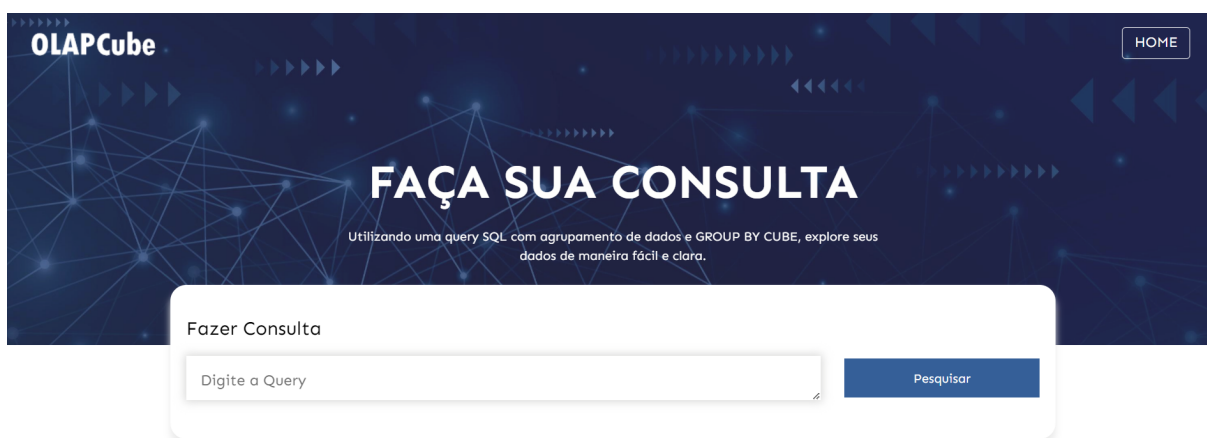 OLAPCube
HOME
FAÇA SUA CONSULTA
Utilizando uma query SQL com agrupamento de dados e GROUP BY CUBE, explore seus
dados de maneira fácil e clara.
Fazer Consulta
Digite a Query
Pesquisar